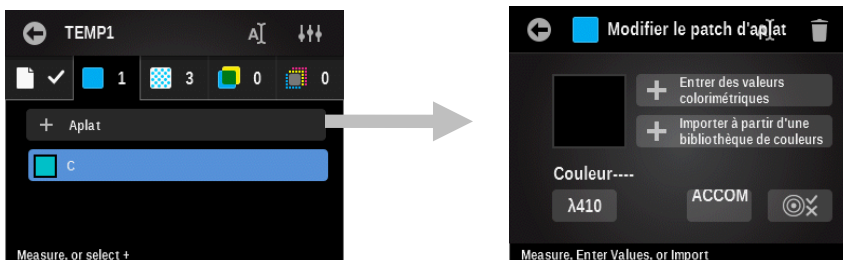 TEMP1
1 3 0 0
+ Aplat
C
Measure, or select +
Modifier le patch d'aplat
Entrer des valeurs
colorimétriques
Importer à partir d'une
bibliothèque de couleurs
Couleur----
λ410
ACCOM
Measure, Enter Values, or Import